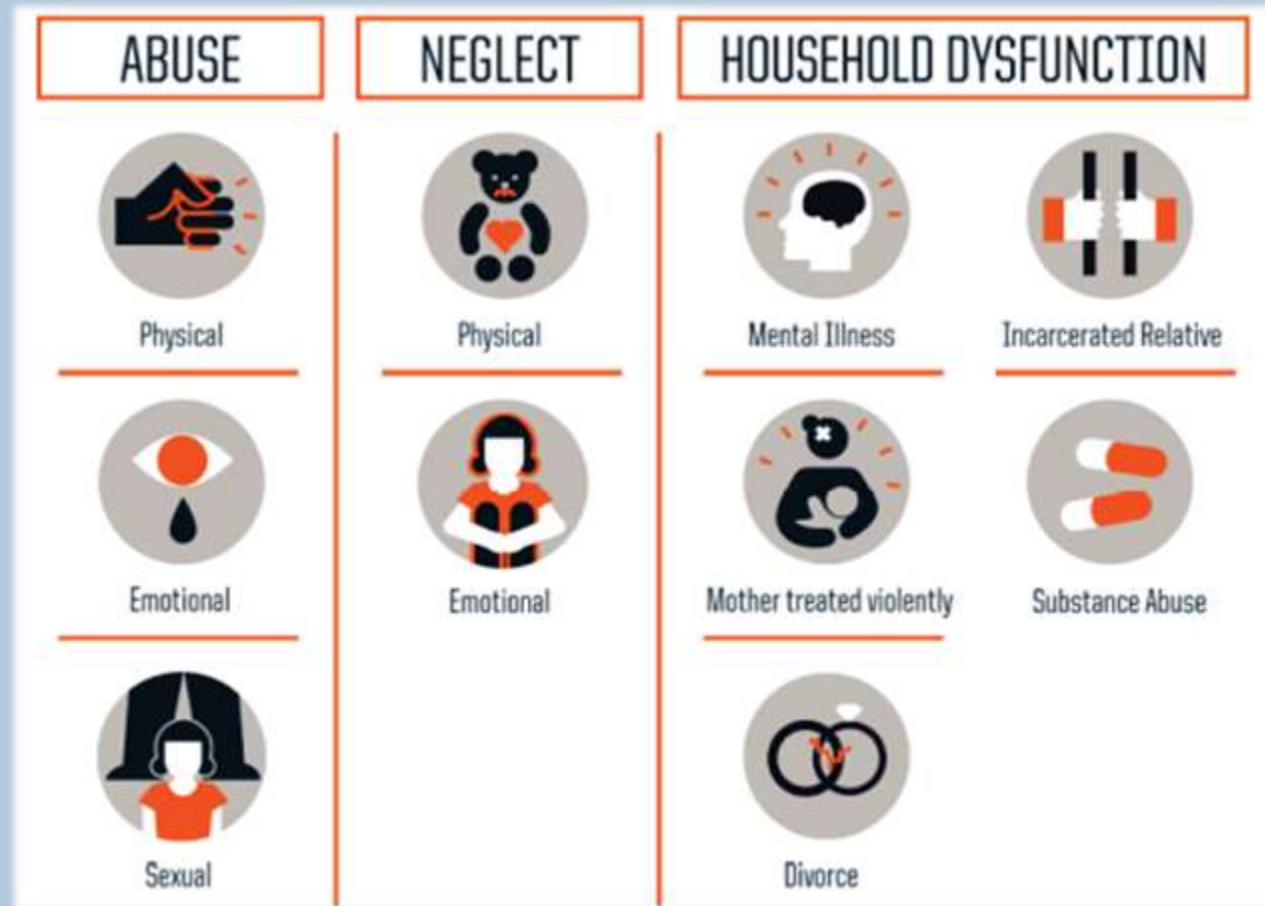 ABUSE
Physical
Emotional
Sexual
NEGLECT
Physical
Emotional
HOUSEHOLD DYSFUNCTION
Mental Illness
Incarcerated Relative
Mother treated violently
Substance Abuse
Divorce